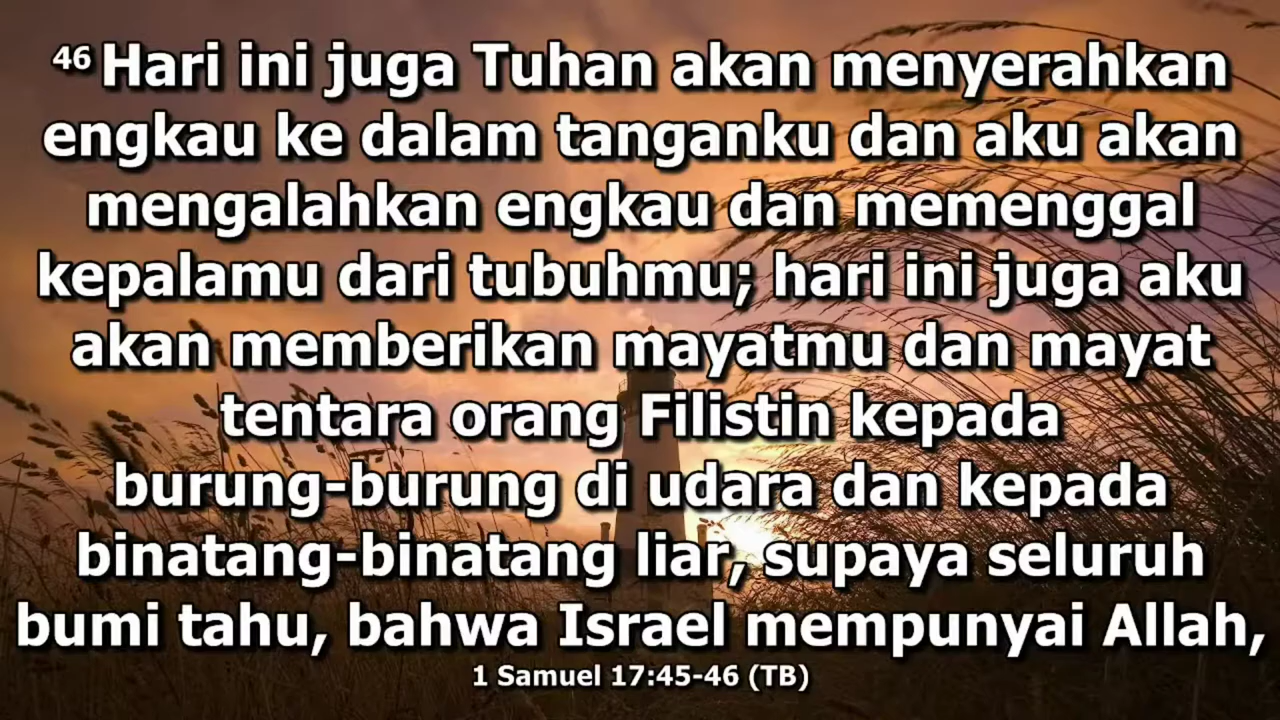 46 Hari ini juga Tuhan akan menyerahkan
engkau ke dalam tanganku dan aku akan
mengalahkan engkau dan memenggal
kepalamu dari tubuhmu; hari ini juga aku
akan memberikan mayatmu dan mayat
tentara orang Filistin kepada
burung-burung di udara dan kepada
binatang-binatang liar, supaya seluruh
bumi tahu, bahwa Israel mempunyai Allah,
1 Samuel 17:45-46 (TB)